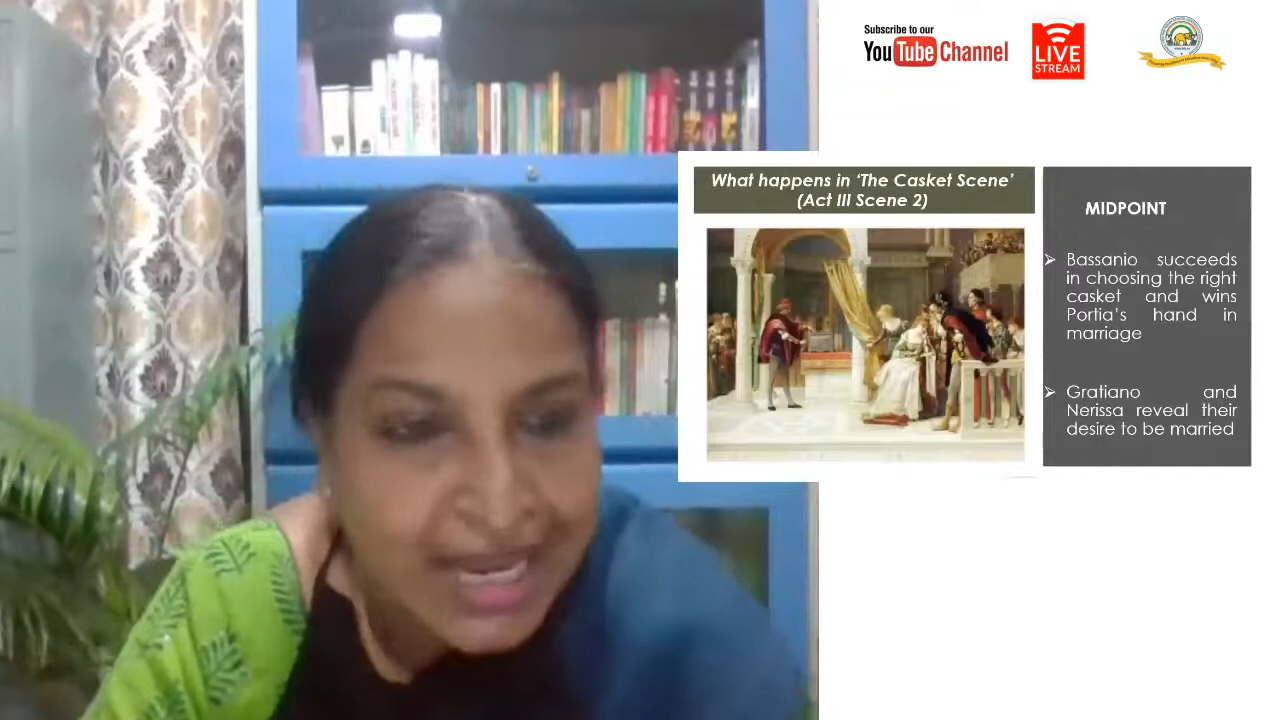 Subscribe to our
YouTube Channel
LIVE
STREAM
What happens in ‘The Casket Scene’
(Act III Scene 2)
MIDPOINT
➢ Bassanio succeeds
in choosing the right
casket and wins
Portia’s hand in
marriage
➢ Gratiano and
Nerissa reveal their
desire to be married